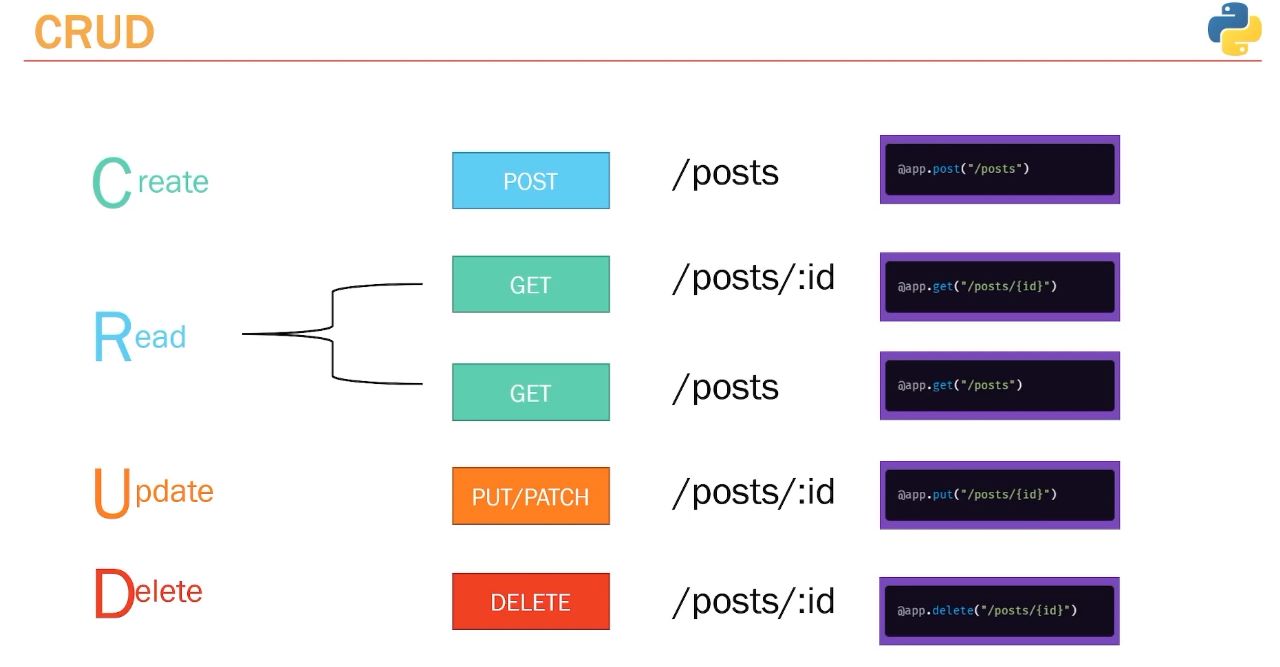 CRUD
Create POST /posts @app.post("/posts")
GET /posts/:id @app.get("/posts/{id}")
Read
GET /posts @app.get("/posts")
Update PUT/PATCH /posts/:id @app.put("/posts/{id}")
Delete DELETE /posts/:id @app.delete("/posts/{id}")